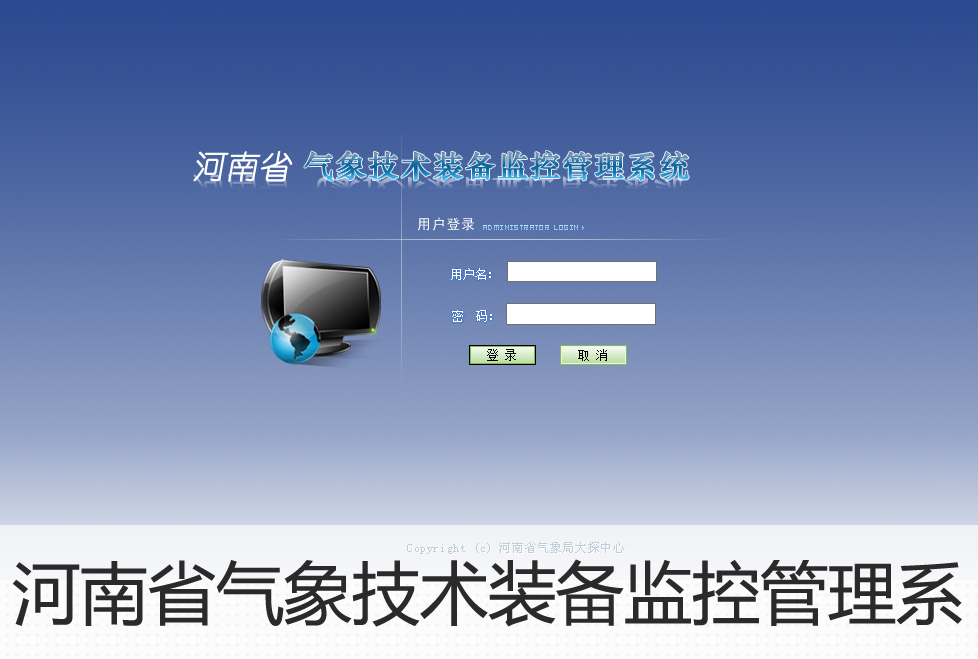 河南省 气象技术装备监控管理系统
用户登录 ADMINISTRATOR LOGIN
用户名：
密 码：
登 录 取 消
Copyright (c) 河南省气象局大探中心
河南省气象技术装备监控管理系